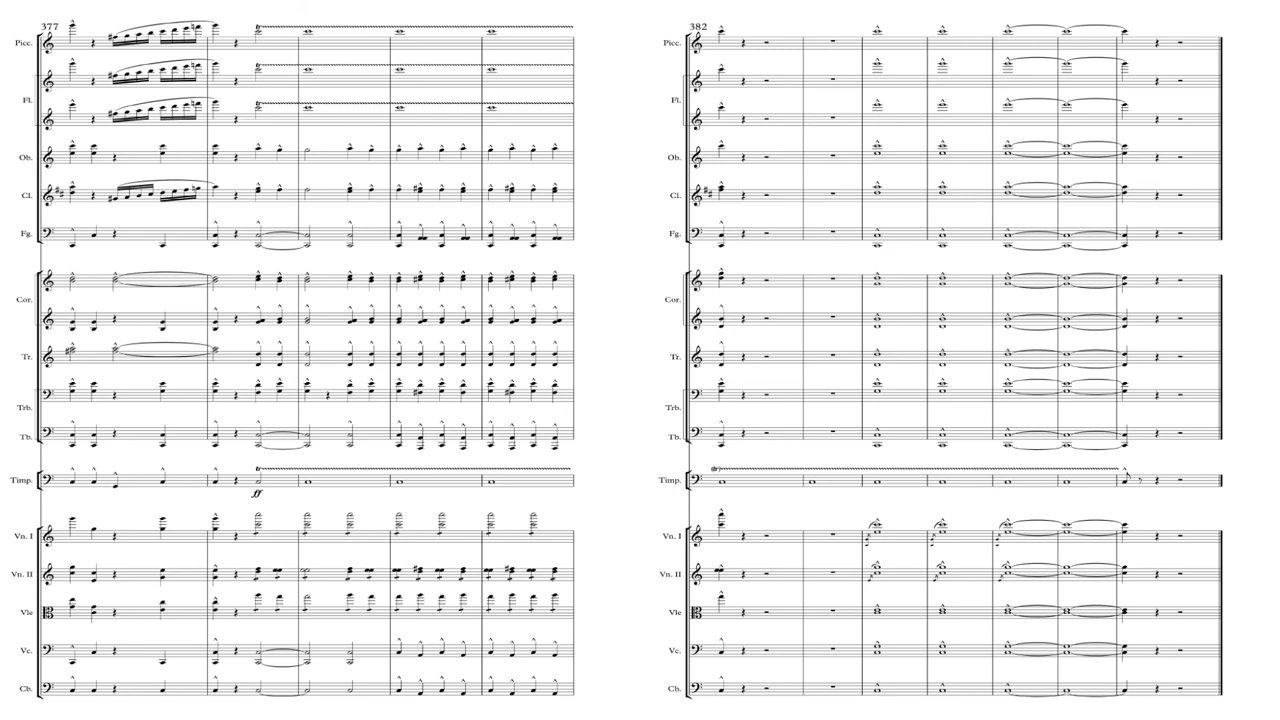 377
Picc.
Fl.
Ob.
Cl.
Fg.
Cor.
Tr.
Trb.
Tb.
Timp.
ff
Vn. I
Vn. II
Vle
Vc.
Cb.
382
Picc.
Fl.
Ob.
Cl.
Fg.
Cor.
Tr.
Trb.
Tb.
Timp.
(tr)
Vn. I
Vn. II
Vle
Vc.
Cb.